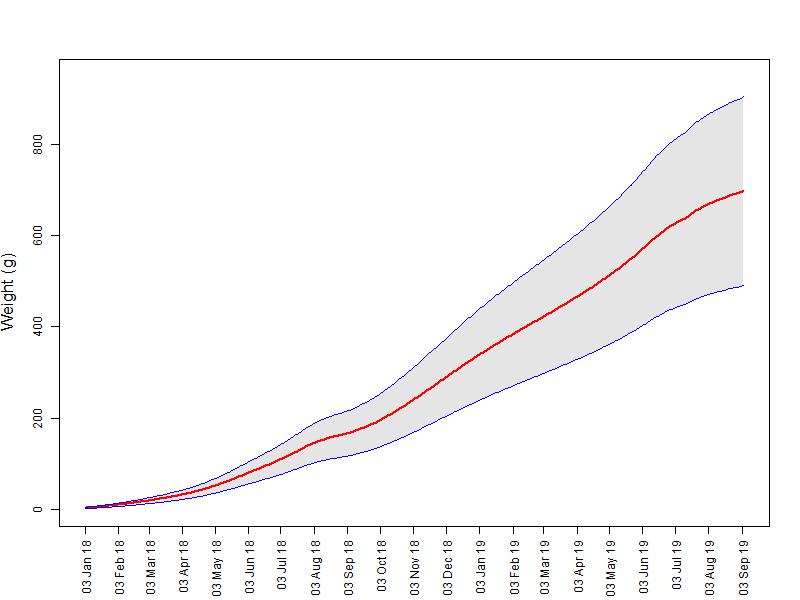 Weight (g)
800
600
400
200
0
03 Jan 18
03 Feb 18
03 Mar 18
03 Apr 18
03 May 18
03 Jun 18
03 Jul 18
03 Aug 18
03 Sep 18
03 Oct 18
03 Nov 18
03 Dec 18
03 Jan 19
03 Feb 19
03 Mar 19
03 Apr 19
03 May 19
03 Jun 19
03 Jul 19
03 Aug 19
03 Sep 19